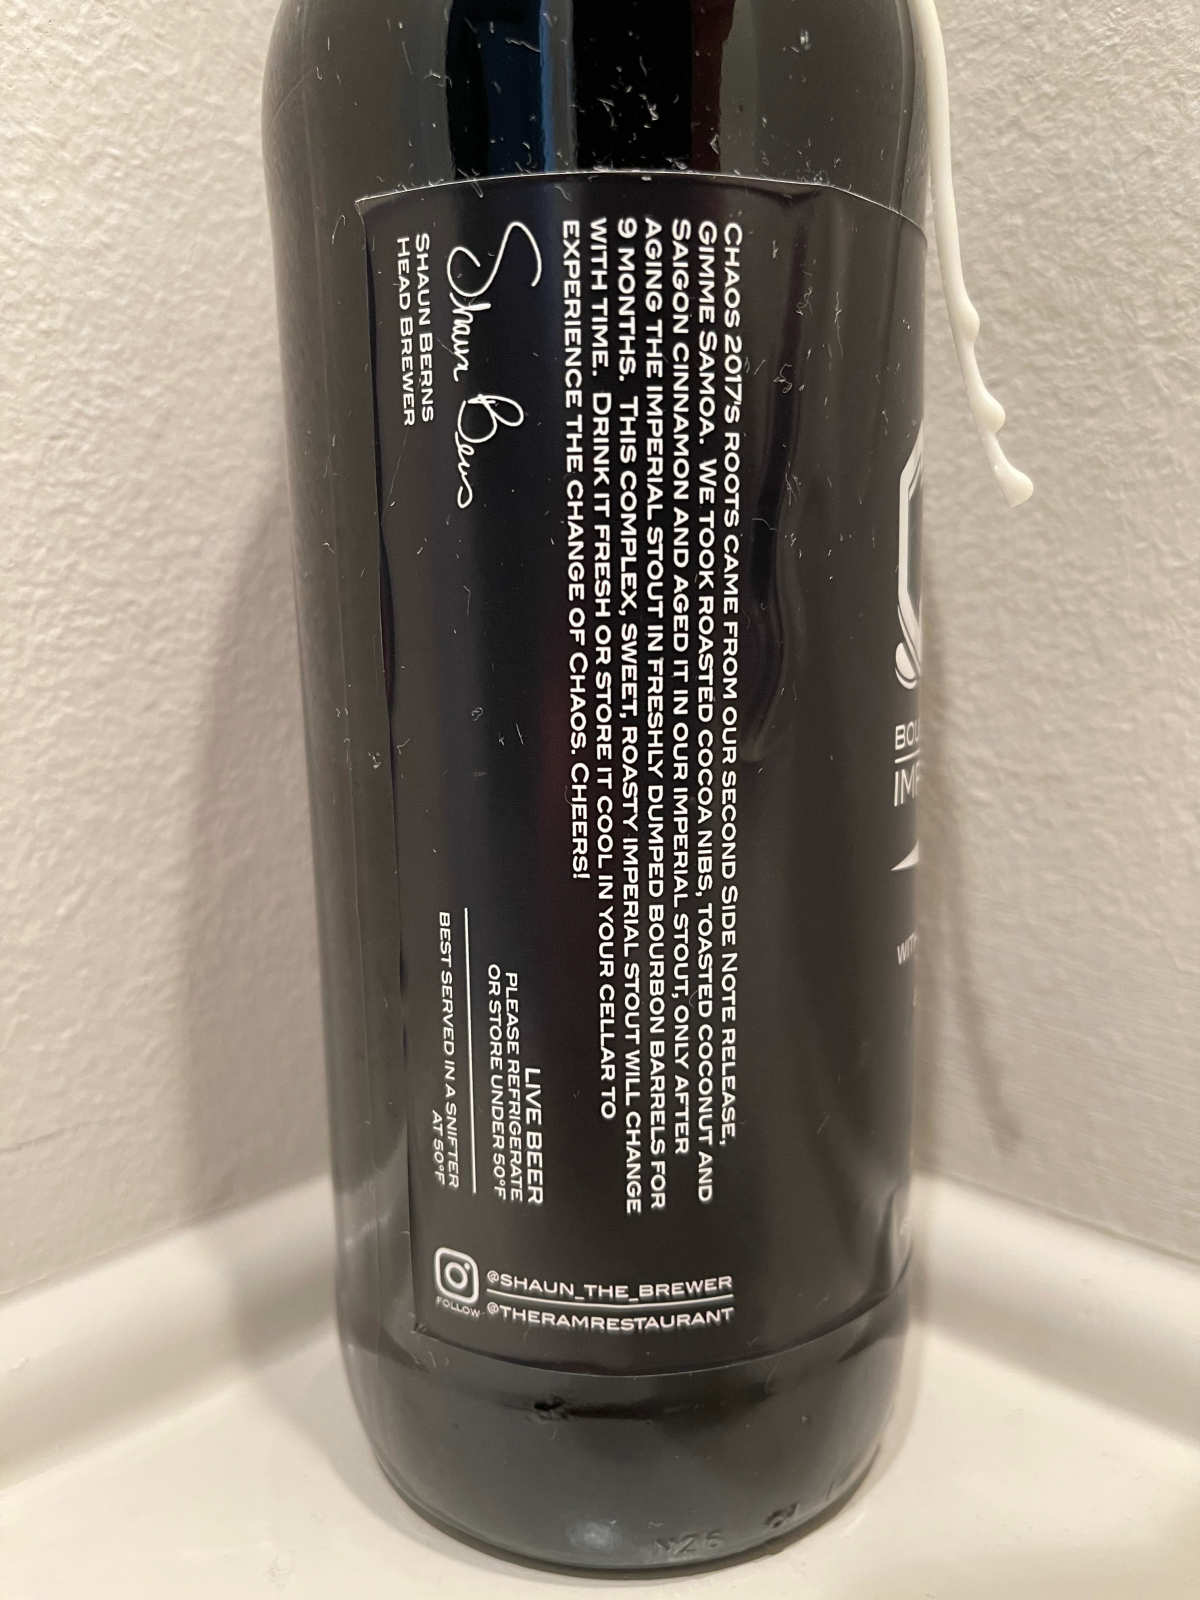 CHAOS 2017'S ROOTS CAME FROM OUR SECOND SIDE NOTE RELEASE,
GIMME SAMOA. WE TOOK ROASTED COCOA NIBS, TOASTED COCONUT AND
SAIGON CINNAMON AND AGED IT IN OUR IMPERIAL STOUT, ONLY AFTER
AGING THE IMPERIAL STOUT IN FRESHLY DUMPED BOURBON BARRELS FOR
9 MONTHS. THIS COMPLEX, SWEET, ROASTY IMPERIAL STOUT WILL CHANGE
WITH TIME. DRINK IT FRESH OR STORE IT COOL IN YOUR CELLAR TO
EXPERIENCE THE CHANGE OF CHAOS. CHEERS!
Shaun Berns
SHAUN BERNS
HEAD BREWER
LIVE BEER
PLEASE REFRIGERATE
OR STORE UNDER 50°F
BEST SERVED IN A SNIFTER
AT 50°F
FOLLOW
@SHAUN_THE_BREWER
@THERAMRESTAURANT
BOU
IMP
WITH